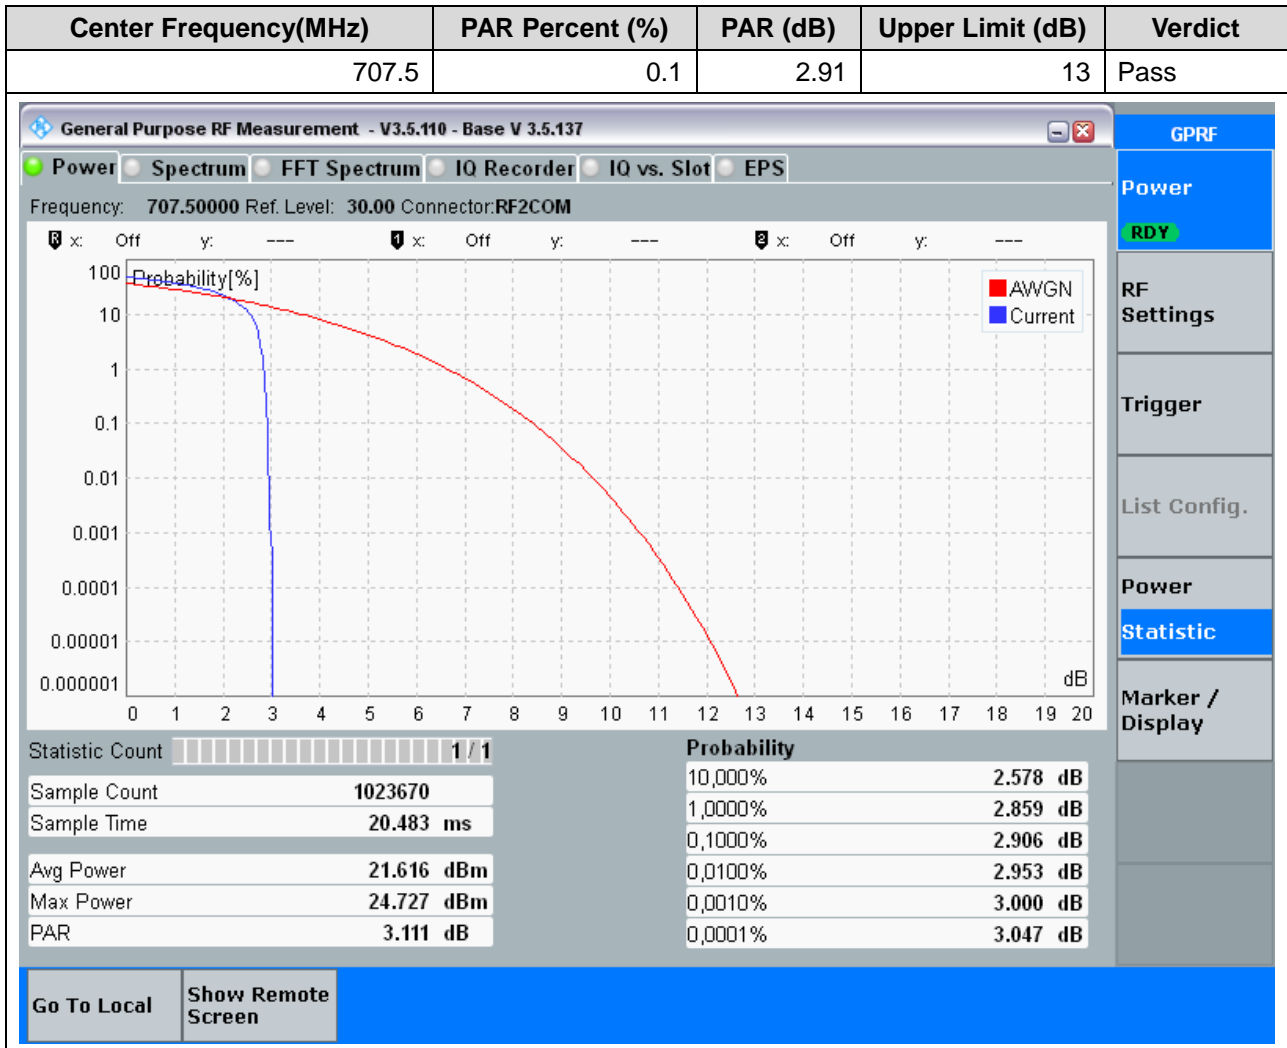 Center Frequency(MHz) PAR Percent (%) PAR (dB) Upper Limit (dB) Verdict
707.5 0.1 2.91 13 Pass
General Purpose RF Measurement - V3.5.110 - Base V 3.5.137
GPRF
Power Spectrum FFT Spectrum IQ Recorder IQ vs. Slot EPS
Power
RDY
Frequency: 707.50000 Ref. Level: 30.00 Connector:RF2COM
R x: Off y: --- 1 x: Off y: --- 2 x: Off y: ---
Probability[%]
AWGN
Current
100
10
1
0.1
0.01
0.001
0.0001
0.00001
0.000001
dB
0 1 2 3 4 5 6 7 8 9 10 11 12 13 14 15 16 17 18 19 20
RF
Settings
Trigger
List Config.
Power
Statistic
Marker /
Display
Statistic Count 1 / 1
Sample Count 1023670
Sample Time 20.483 ms
Avg Power 21.616 dBm
Max Power 24.727 dBm
PAR 3.111 dB
Probability
10,000% 2.578 dB
1,0000% 2.859 dB
0,1000% 2.906 dB
0,0100% 2.953 dB
0,0010% 3.000 dB
0,0001% 3.047 dB
Go To Local
Show Remote
Screen